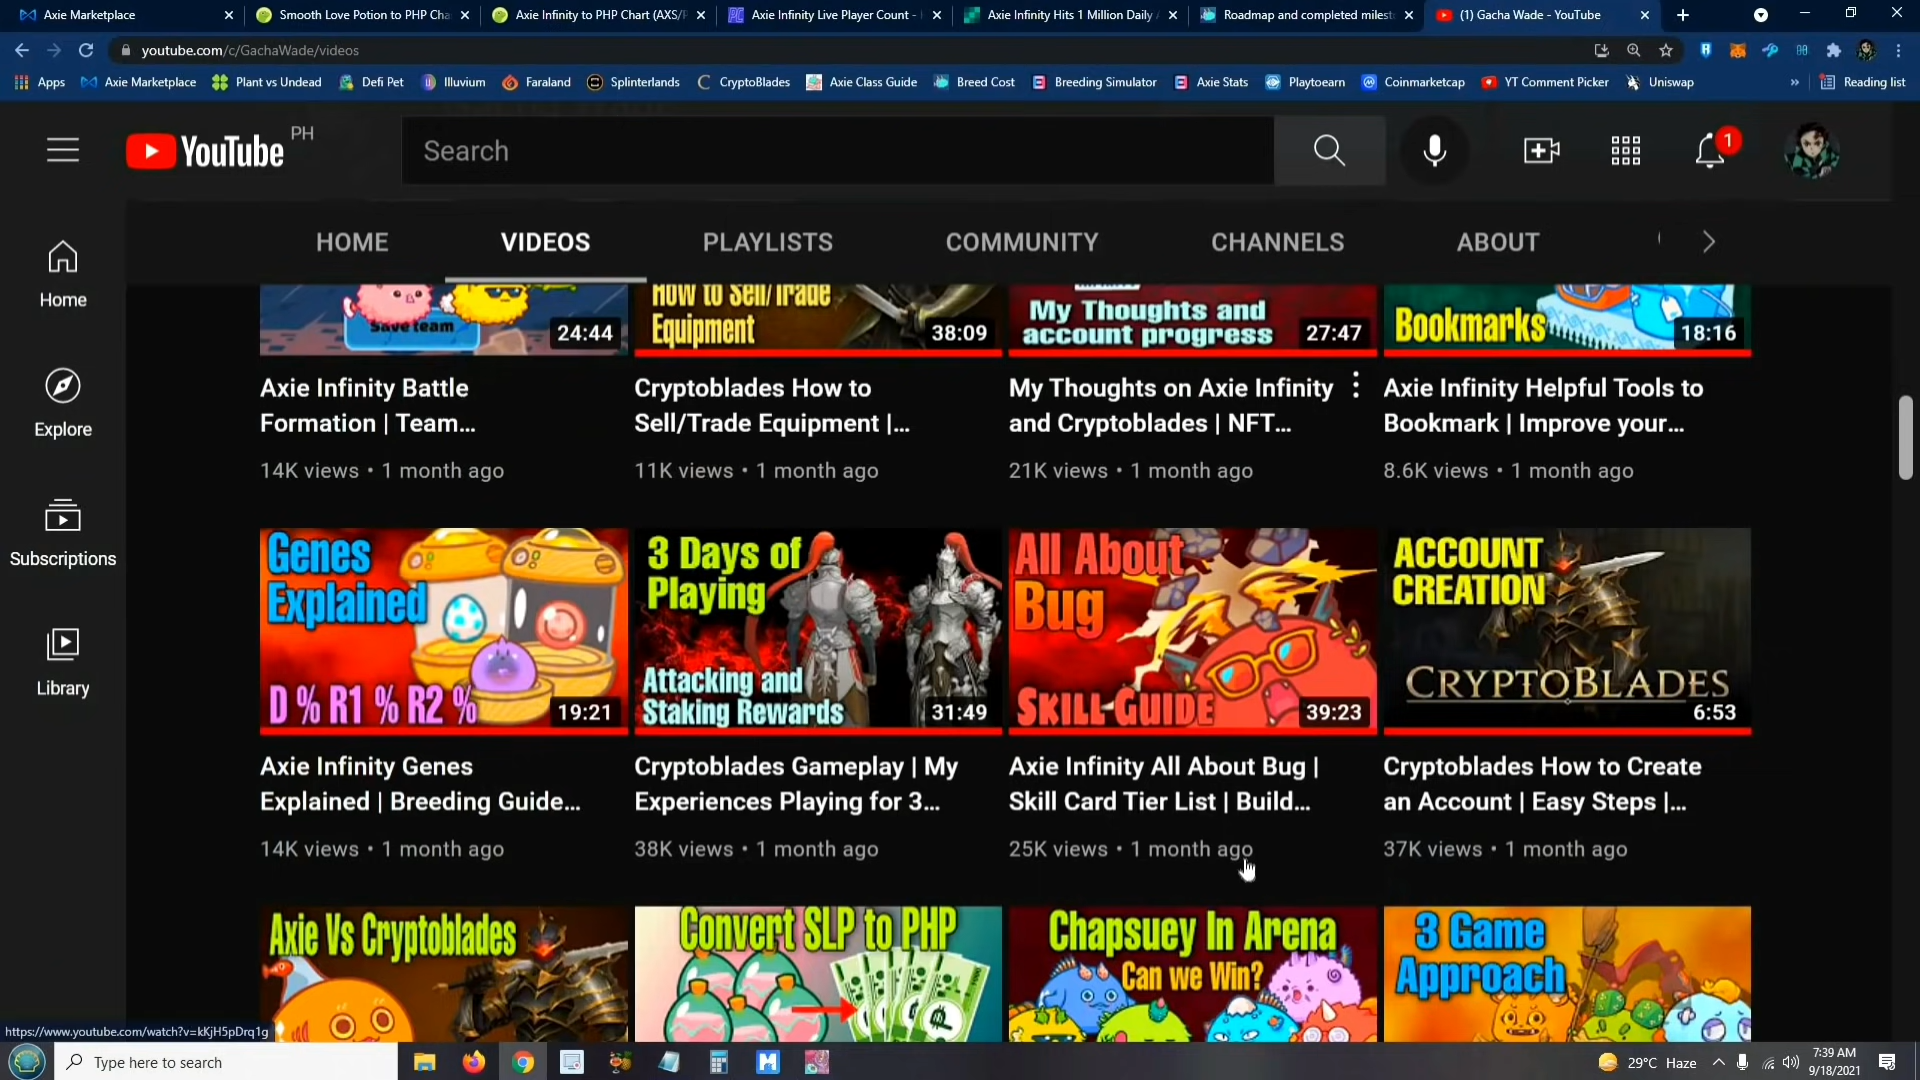 Axie Marketplace
Smooth Love Potion to PHP Cha
Axie Infinity to PHP Chart (AXS/P
Axie Infinity Live Player Count -
Axie Infinity Hits 1 Million Daily
Roadmap and completed milest
(1) Gacha Wade - YouTube
youtube.com/c/GachaWade/videos
Apps
Axie Marketplace
Plant vs Undead
Defi Pet
Illuvium
Faraland
Splinterlands
CryptoBlades
Axie Class Guide
Breed Cost
Breeding Simulator
Axie Stats
Playtoearn
Coinmarketcap
YT Comment Picker
Uniswap
»
Reading list
YouTube PH
Search
1
HOME
VIDEOS
PLAYLISTS
COMMUNITY
CHANNELS
ABOUT
Home
Explore
Subscriptions
Library
Save team
24:44
How to Sell/Trade
Equipment
38:09
My Thoughts and
account progress
27:47
Bookmarks
18:16
Axie Infinity Battle
Formation | Team...
14K views • 1 month ago
Cryptoblades How to
Sell/Trade Equipment |...
11K views • 1 month ago
My Thoughts on Axie Infinity
and Cryptoblades | NFT...
21K views • 1 month ago
Axie Infinity Helpful Tools to
Bookmark | Improve your...
8.6K views • 1 month ago
Genes
Explained
D % R1 % R2 %
19:21
3 Days of
Playing
Attacking and
Staking Rewards
31:49
All About
Bug
SKILL GUIDE
39:23
ACCOUNT
CREATION
CRYPTOBLADES
6:53
Axie Infinity Genes
Explained | Breeding Guide...
14K views • 1 month ago
Cryptoblades Gameplay | My
Experiences Playing for 3...
38K views • 1 month ago
Axie Infinity All About Bug |
Skill Card Tier List | Build...
25K views • 1 month ago
Cryptoblades How to Create
an Account | Easy Steps |...
37K views • 1 month ago
Axie Vs Cryptoblades
Convert SLP to PHP
Chapsuey In Arena
Can we Win?
3 Game
Approach
https://www.youtube.com/watch?v=kKjH5pDrq1g
Type here to search
29°C Haze
7:39 AM
9/18/2021